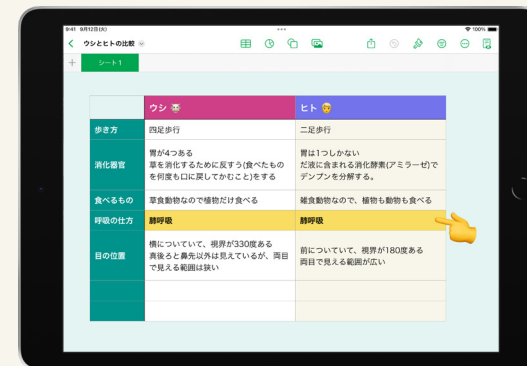 9:41 9月12日(火)
100%
ウシとヒトの比較
シート1
ウシ
ヒト
歩き方
四足歩行
二足歩行
消化器官
胃が4つある
草を消化するために反すう(食べたもの
を何度も口に戻してかむこと)をする
胃は1つしかない
だ液に含まれる消化酵素(アミラーゼ)で
デンプンを分解する。
食べるもの
草食動物なので植物だけ食べる
雑食動物なので、植物も動物も食べる
呼吸の仕方
肺呼吸
肺呼吸
目の位置
横についていて、視界が330度ある
真後ろと鼻先以外は見えているが、両目
で見える範囲は狭い
前についていて、視界が180度ある
両目で見える範囲が広い